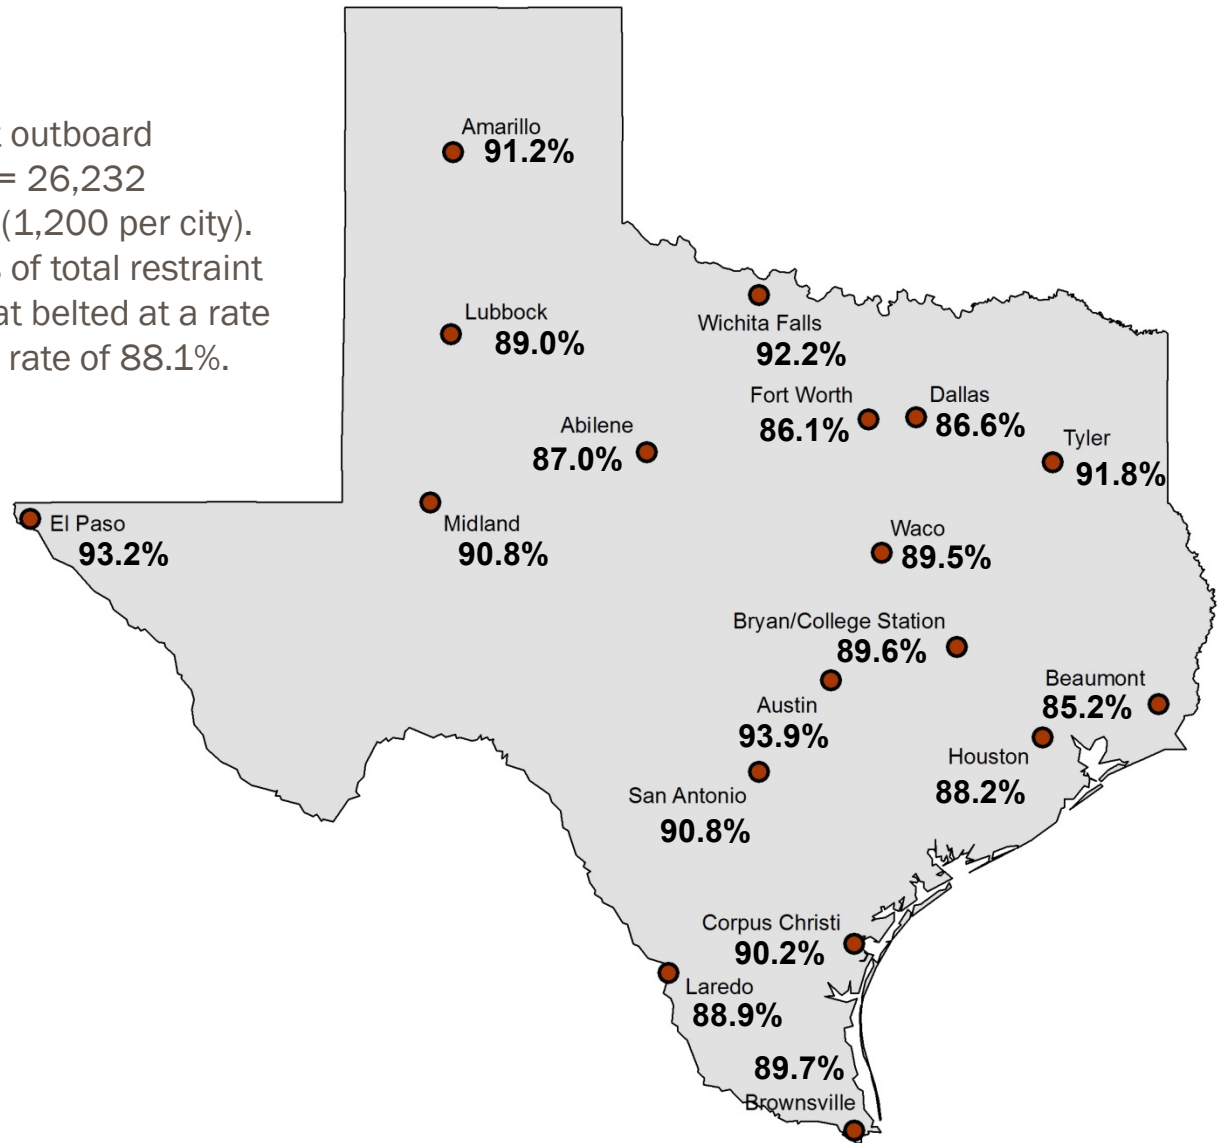 outboard
= 26,232
(1,200 per city).
of total restraint
at belted at a rate
rate of 88.1%.
Amarillo
91.2%
Lubbock
89.0%
Wichita Falls
92.2%
Fort Worth
86.1%
Dallas
86.6%
Abilene
87.0%
Tyler
91.8%
El Paso
93.2%
Midland
90.8%
Waco
89.5%
Bryan/College Station
89.6%
Beaumont
85.2%
Austin
93.9%
Houston
88.2%
San Antonio
90.8%
Corpus Christi
90.2%
Laredo
88.9%
89.7%
Brownsville